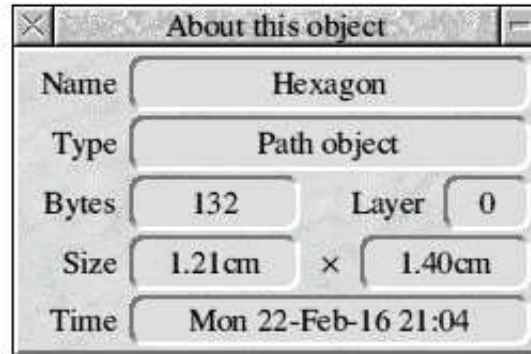 About this object
Name Hexagon
Type Path object
Bytes 132 Layer 0
Size 1.21cm × 1.40cm
Time Mon 22-Feb-16 21:04